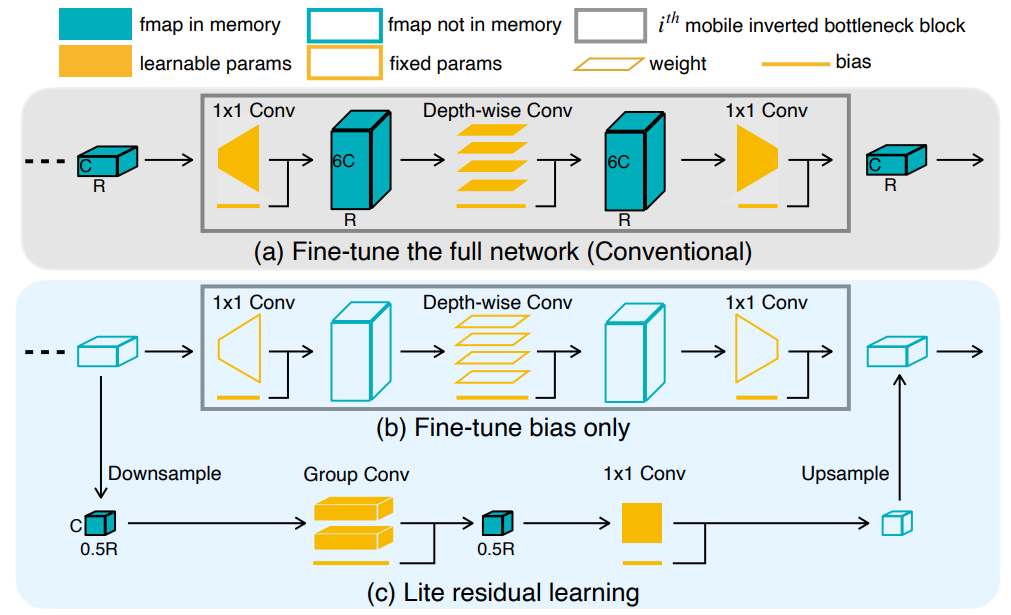 fmap in memory
fmap not in memory
iᵗʰ mobile inverted bottleneck block
learnable params
fixed params
weight
bias
1x1 Conv
Depth-wise Conv
1x1 Conv
C
R
6C
R
6C
R
C
R
(a) Fine-tune the full network (Conventional)
1x1 Conv
Depth-wise Conv
1x1 Conv
(b) Fine-tune bias only
Downsample
Group Conv
1x1 Conv
Upsample
C
0.5R
0.5R
(c) Lite residual learning